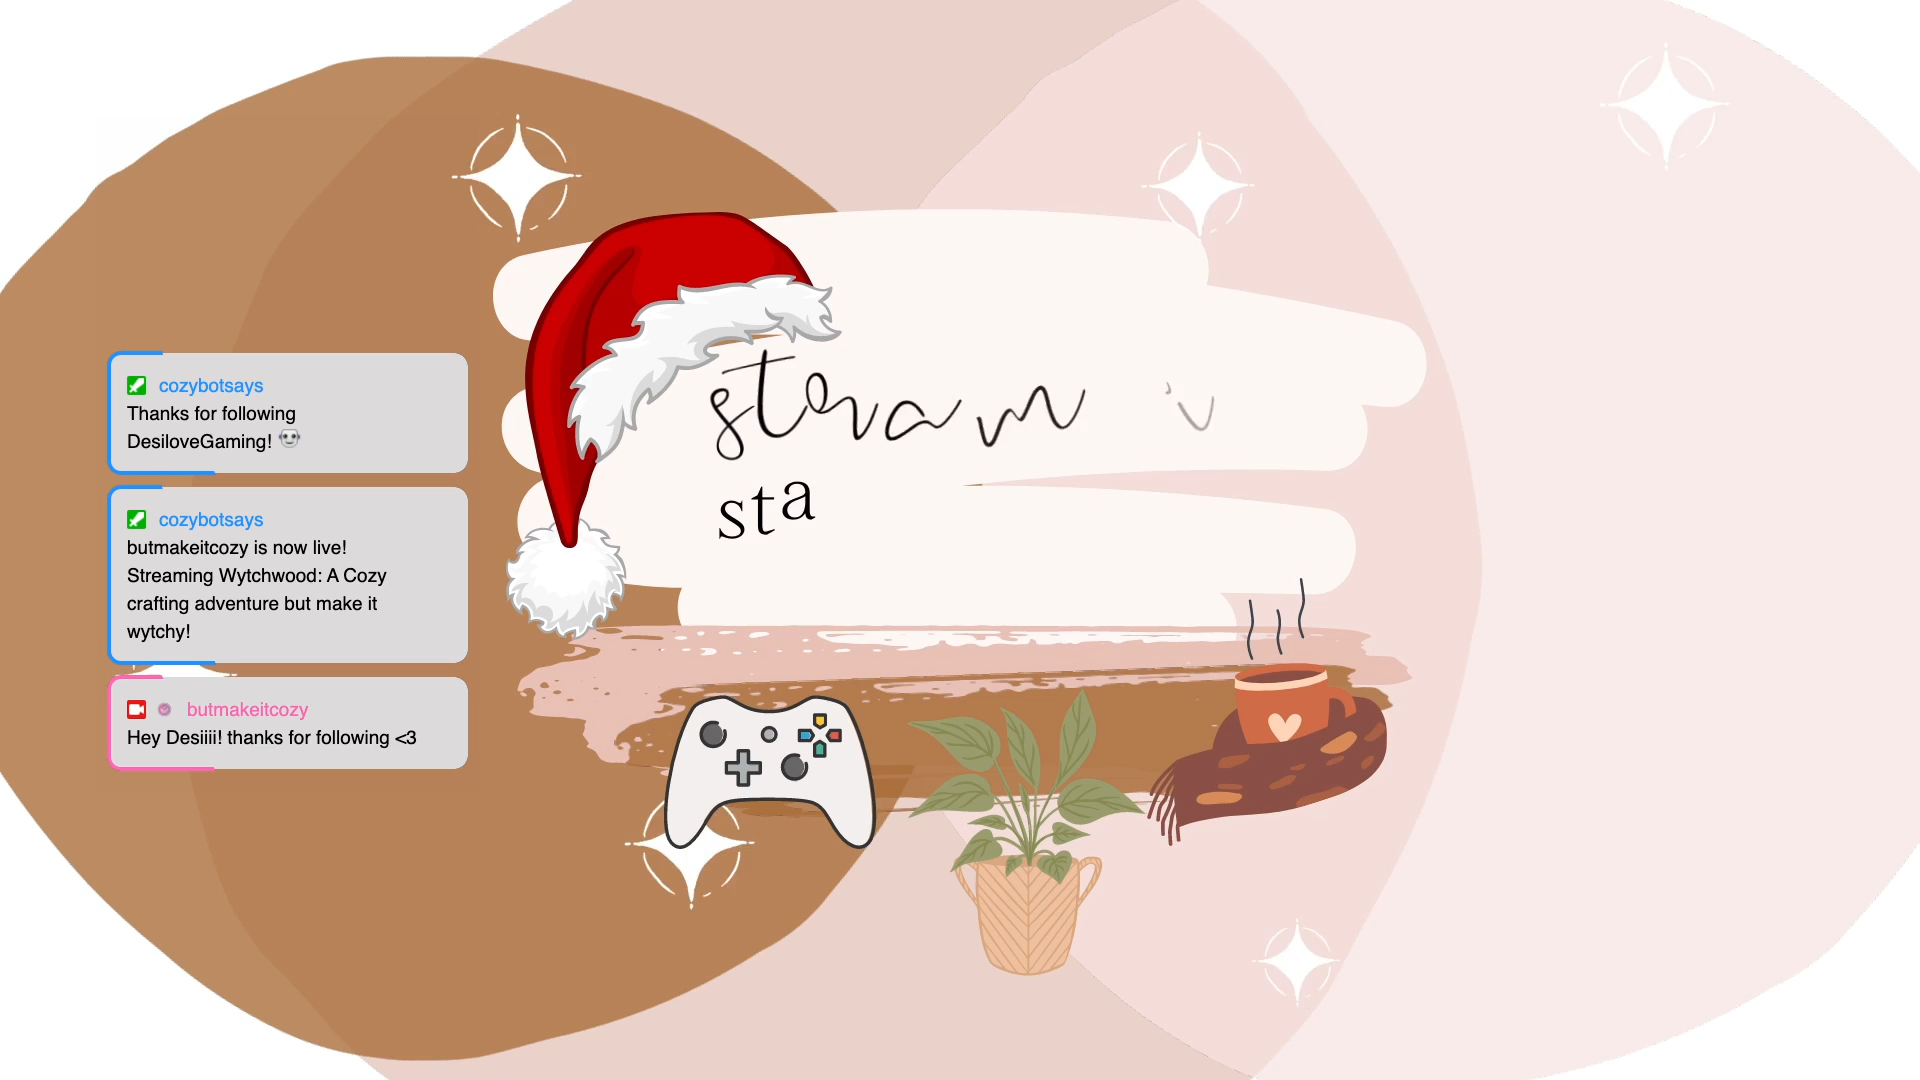 cozybotsays
Thanks for following
DesiloveGaming!
cozybotsays
butmakeitcozy is now live!
Streaming Wytchwood: A Cozy
crafting adventure but make it
wytchy!
butmakeitcozy
Hey Desiiii! thanks for following <3
stream
sta